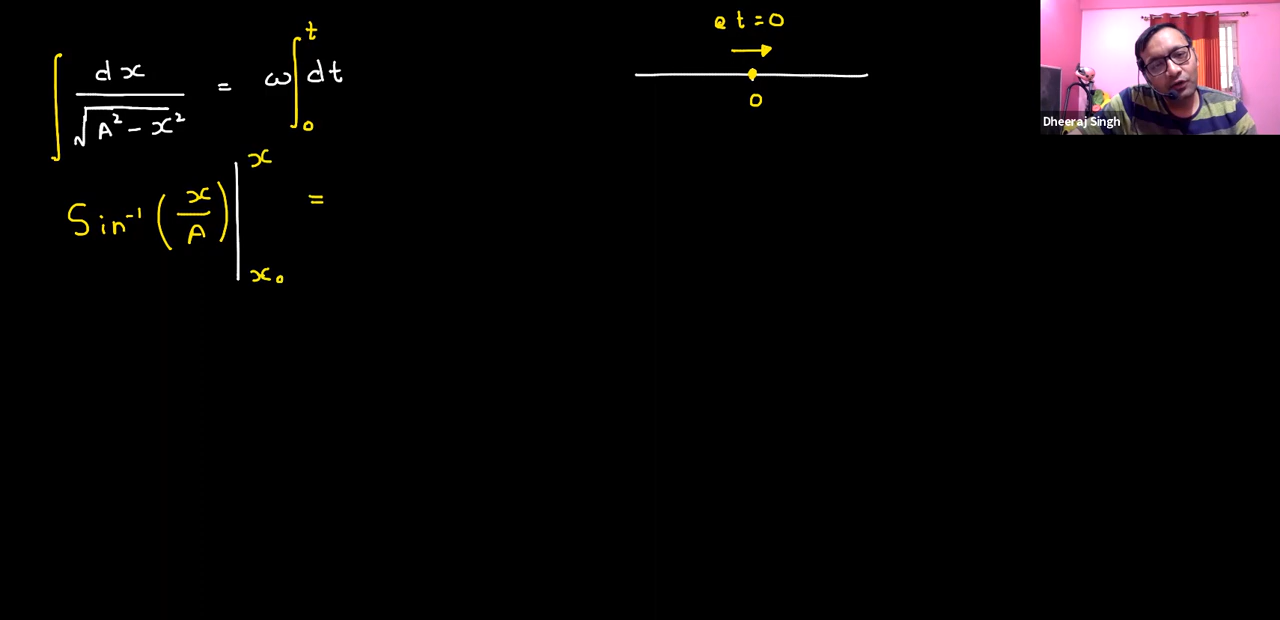 ∫ dx / √(A² - x²) = ω ∫₀ᵗ dt
Sin⁻¹ (x/A) |ₓ₀ˣ =
@ t = 0
0
Dheeraj Singh